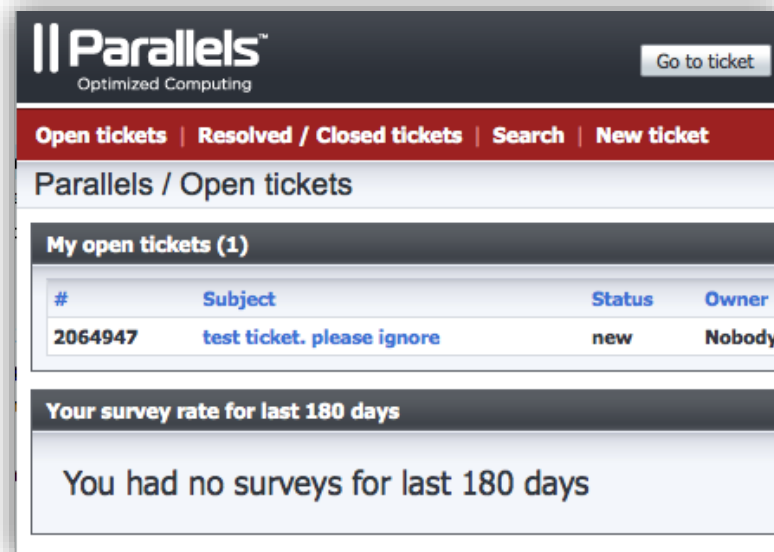 || Parallels™
Optimized Computing
Go to ticket
Open tickets | Resolved / Closed tickets | Search | New ticket
Parallels / Open tickets
My open tickets (1)
# Subject Status Owner
2064947 test ticket. please ignore new Nobody
Your survey rate for last 180 days
You had no surveys for last 180 days